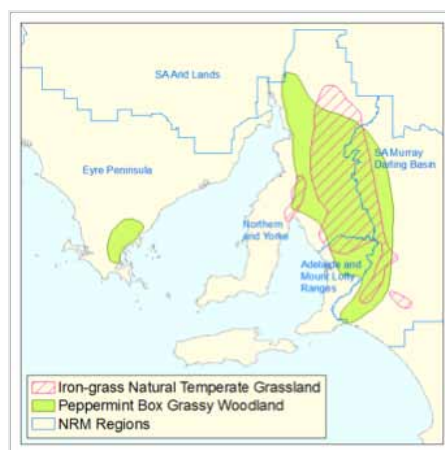 SA Arid Lands
Eyre Peninsula
SA Murray
Darling Basin
Northern
and Yorke
Adelaide and
Mount Lofty
Ranges
Iron-grass Natural Temperate Grassland
Peppermint Box Grassy Woodland
NRM Regions